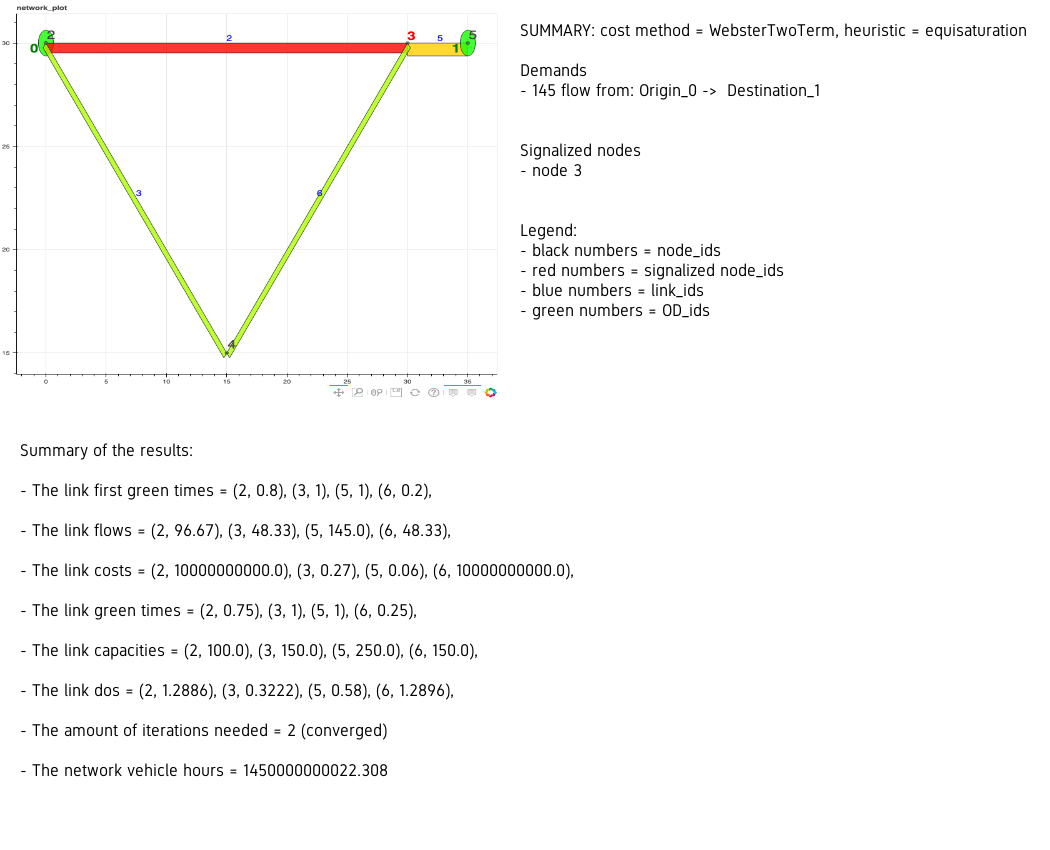 network_plot
SUMMARY: cost method = WebsterTwoTerm, heuristic = equisaturation
Demands
- 145 flow from: Origin_0 -> Destination_1
Signalized nodes
- node 3
Legend:
- black numbers = node_ids
- red numbers = signalized node_ids
- blue numbers = link_ids
- green numbers = OD_ids
30
25
20
15
0 2
2
3
5
1 5
3
6
4
0 5 10 15 20 25 30 35
Summary of the results:
- The link first green times = (2, 0.8), (3, 1), (5, 1), (6, 0.2),
- The link flows = (2, 96.67), (3, 48.33), (5, 145.0), (6, 48.33),
- The link costs = (2, 10000000000.0), (3, 0.27), (5, 0.06), (6, 10000000000.0),
- The link green times = (2, 0.75), (3, 1), (5, 1), (6, 0.25),
- The link capacities = (2, 100.0), (3, 150.0), (5, 250.0), (6, 150.0),
- The link dos = (2, 1.2886), (3, 0.3222), (5, 0.58), (6, 1.2896),
- The amount of iterations needed = 2 (converged)
- The network vehicle hours = 1450000000022.308